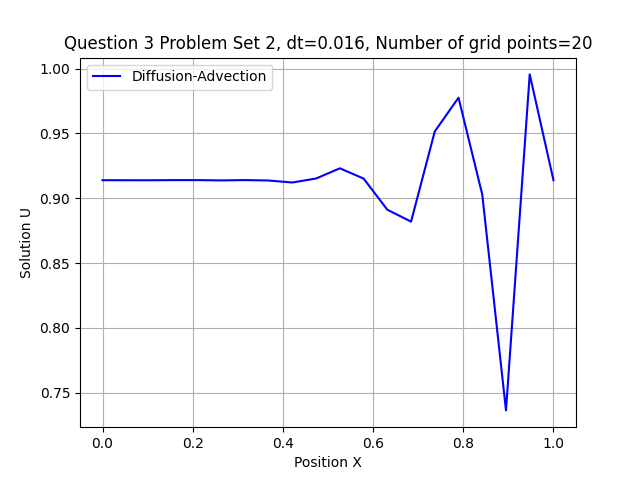 Question 3 Problem Set 2, dt=0.016, Number of grid points=20
Diffusion-Advection
1.00
0.95
0.90
0.85
0.80
0.75
Solution U
0.0 0.2 0.4 0.6 0.8 1.0
Position X